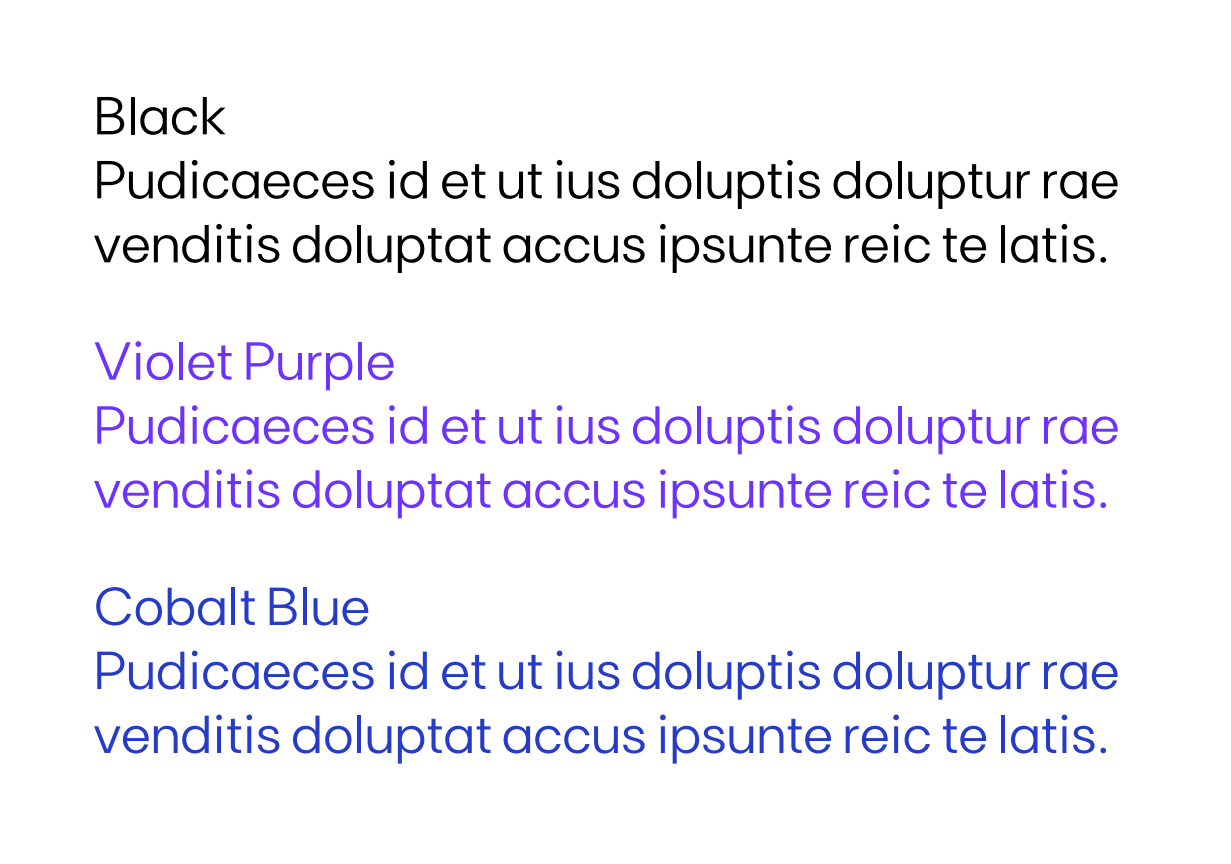 Black
Pudicaeces id et ut ius doluptis doluptur rae
venditis doluptat accus ipsunte reic te latis.
Violet Purple
Pudicaeces id et ut ius doluptis doluptur rae
venditis doluptat accus ipsunte reic te latis.
Cobalt Blue
Pudicaeces id et ut ius doluptis doluptur rae
venditis doluptat accus ipsunte reic te latis.